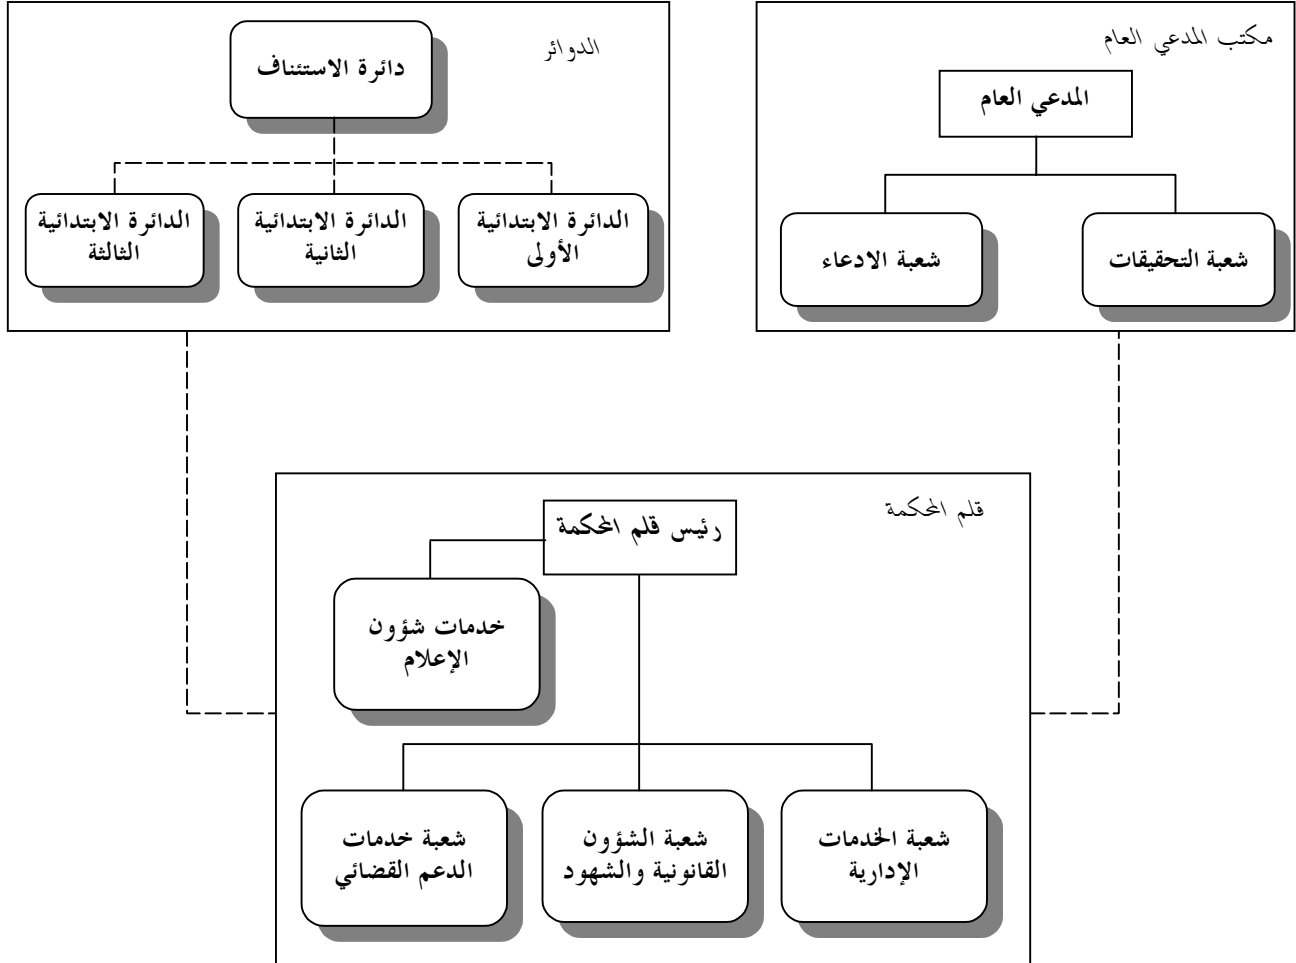 مكتب المدعي العام
المدعي العام
شعبة التحقيقات
شعبة الادعاء
الدوائر
دائرة الاستئناف
الدائرة الابتدائية
الأولى
الدائرة الابتدائية
الثانية
الدائرة الابتدائية
الثالثة
قلم المحكمة
رئيس قلم المحكمة
خدمات شؤون
الإعلام
شعبة الخدمات
الإدارية
شعبة الشؤون
القانونية والشهود
شعبة خدمات
الدعم القضائي